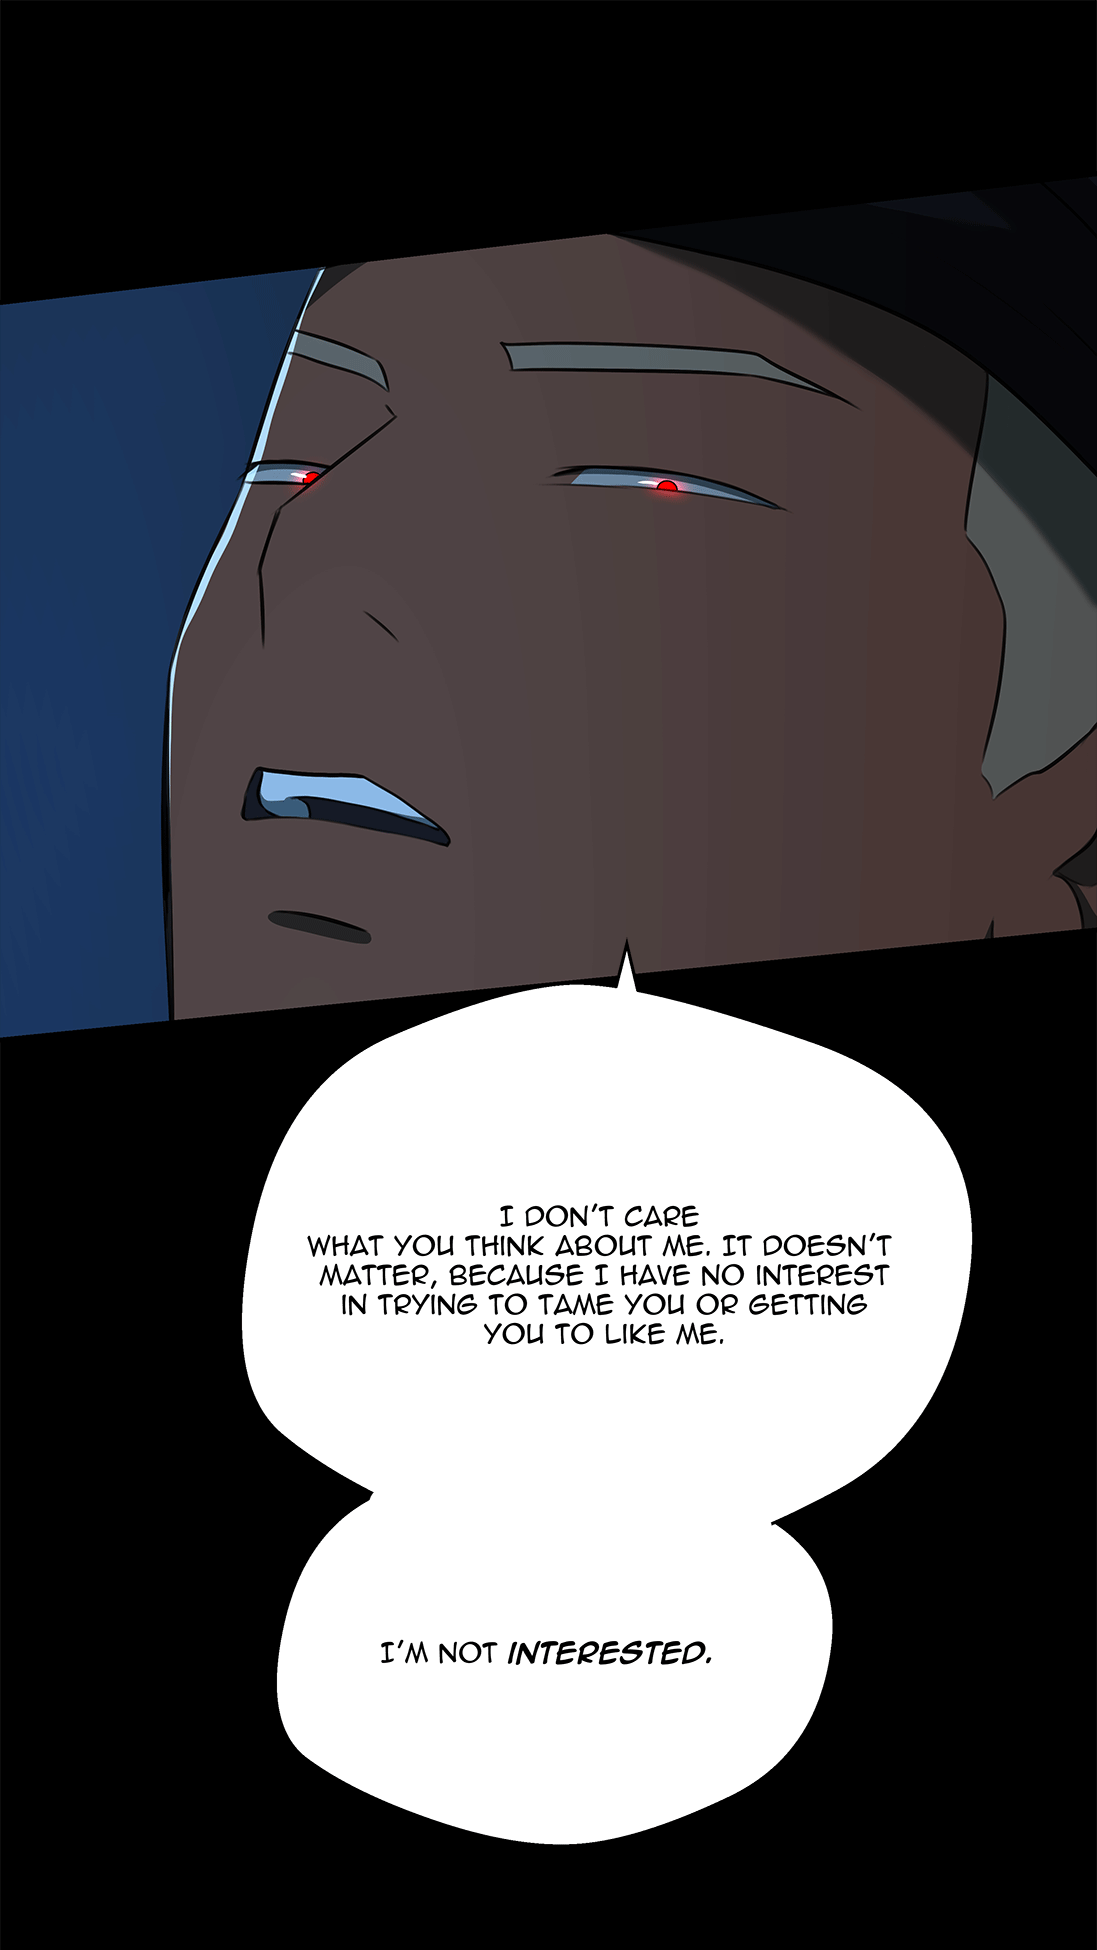 I DON'T CARE
WHAT YOU THINK ABOUT ME. IT DOESN'T
MATTER, BECAUSE I HAVE NO INTEREST
IN TRYING TO TAME YOU OR GETTING
YOU TO LIKE ME.
I'M NOT INTERESTED.